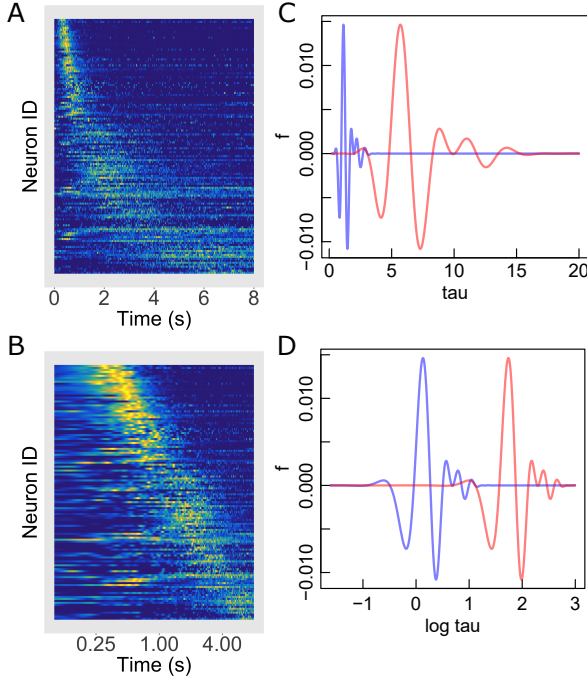 A
Neuron ID
0 2 4 6 8
Time (s)
C
f
0.010
0.000
−0.010
0 5 10 15 20
tau
B
Neuron ID
0.25 1.00 4.00
Time (s)
D
f
0.010
0.000
−0.010
−1 0 1 2 3
log tau